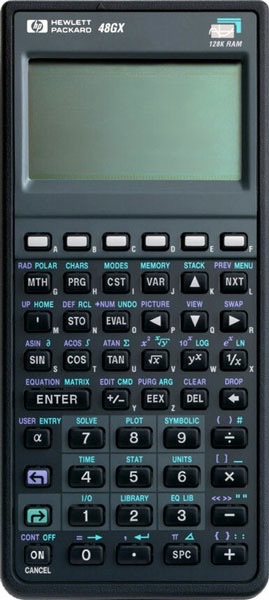 hp HEWLETT PACKARD 48GX
128K RAM
A B C D E F
RAD POLAR CHARS MODES MEMORY STACK PREV MENU
MTH G PRG H CST I VAR J ▲ K NXT L
UP HOME DEF RCL →NUM UNDO PICTURE VIEW SWAP
' M STO N EVAL O ◀ P ▼ Q ▶ R
ASIN ∂ ACOS ∫ ATAN Σ x² ˣ√y 10ˣ LOG eˣ LN
SIN S COS T TAN U √x V yˣ W 1/x X
EQUATION MATRIX EDIT CMD PURG ARG CLEAR DROP
ENTER +/− Y EEX Z DEL ←
USER ENTRY SOLVE PLOT SYMBOLIC ( ) #
α 7 8 9 ÷
TIME STAT UNITS [ ] _
4 5 6 ×
I/O LIBRARY EQ LIB << >> " "
1 2 3 −
CONT OFF = → , ↵ π ∡ { } : :
ON 0 . SPC +
CANCEL